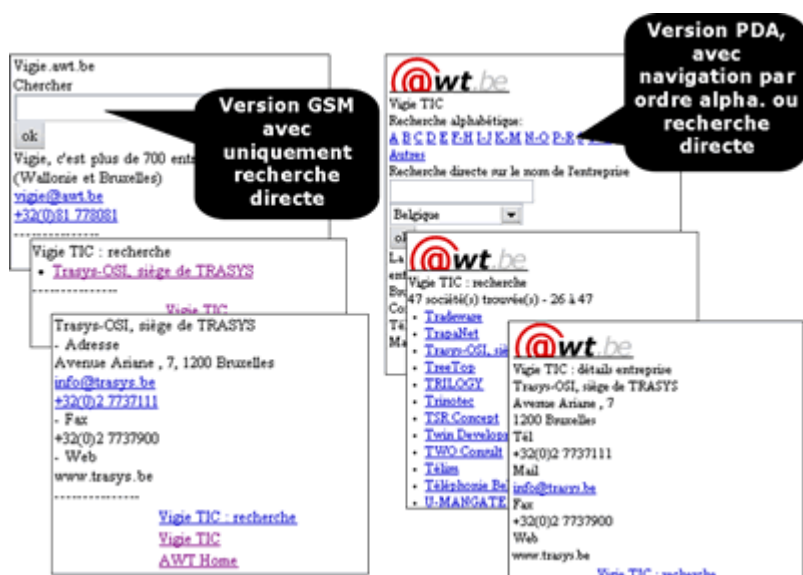 Vigie.awt.be
Chercher
ok
Vigie, c'est plus de 700
(Wallonie et Bruxelles)
vigie@awt.be
+32(0)81 778081
---------------
Version GSM
avec
uniquement
recherche
directe
Vigie TIC : recherche
• Trasys-OSI, siège de TRASYS
---------------
Vigie TIC
Trasys-OSI, siège de TRASYS
- Adresse
Avenue Ariane , 7, 1200 Bruxelles
info@trasys.be
+32(0)2 7737111
- Fax
+32(0)2 7737900
- Web
www.trasys.be
---------------
Vigie TIC : recherche
Vigie TIC
AWT Home
@wt.be
Vigie TIC
Recherche alphabétique:
A B C D E F-H I-J K-M N-O P-R
Autres
Recherche directe sur le nom de l'entreprise
Belgique
Version PDA,
avec
navigation par
ordre alpha. ou
recherche
directe
@wt.be
Vigie TIC : recherche
47 société(s) trouvée(s) - 26 à 47
• Tradeware
• TrapaNet
• Trasys-OSI,
• TreeTop
• TRILOGY
• Trinotec
• TSR Concept
• Twin
• TWO Consult
• Télim
• Téléphonie
• U-MANGATE
@wt.be
Vigie TIC : détails entreprise
Trasys-OSI, siège de TRASYS
Avenue Ariane , 7
1200 Bruxelles
Tél
+32(0)2 7737111
Mail
info@trasys.be
Fax
+32(0)2 7737900
Web
www.trasys.be
Vigie TIC : recherche